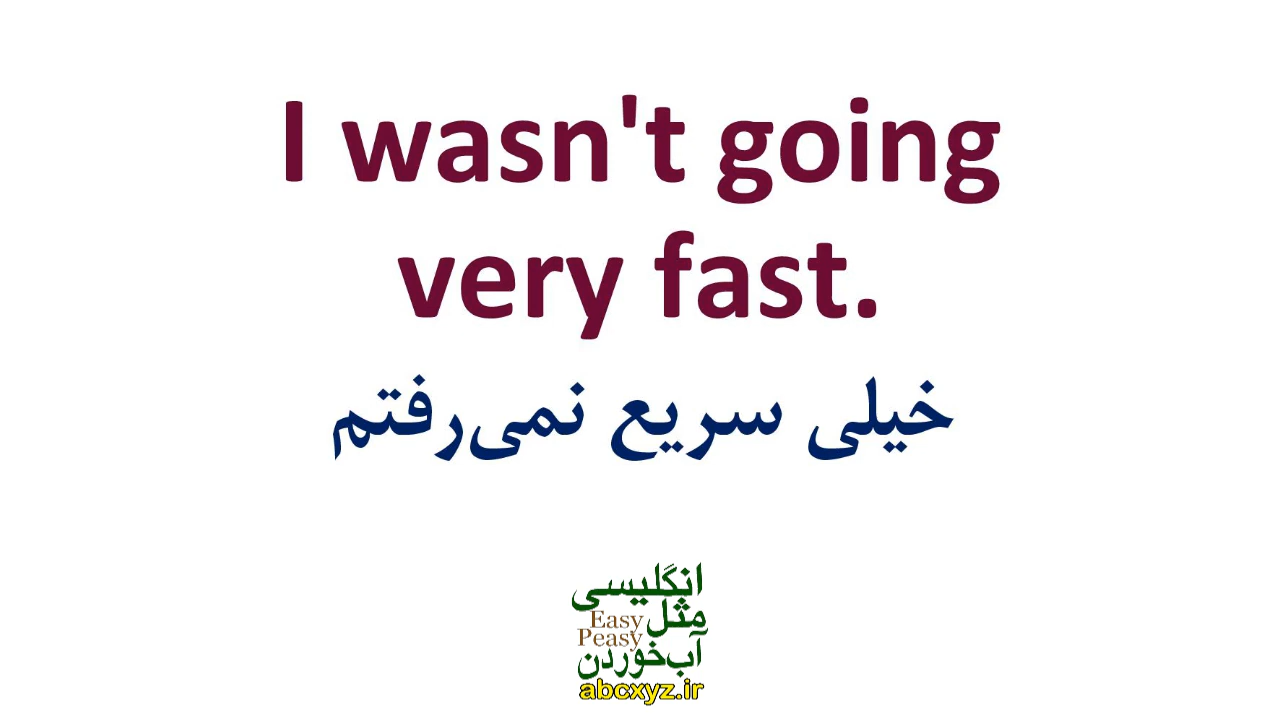 I wasn't going
very fast.
خیلی سریع نمی‌رفتم
انگلیسی
مثل
Easy
Peasy
آب‌خوردن
abcxyz.ir